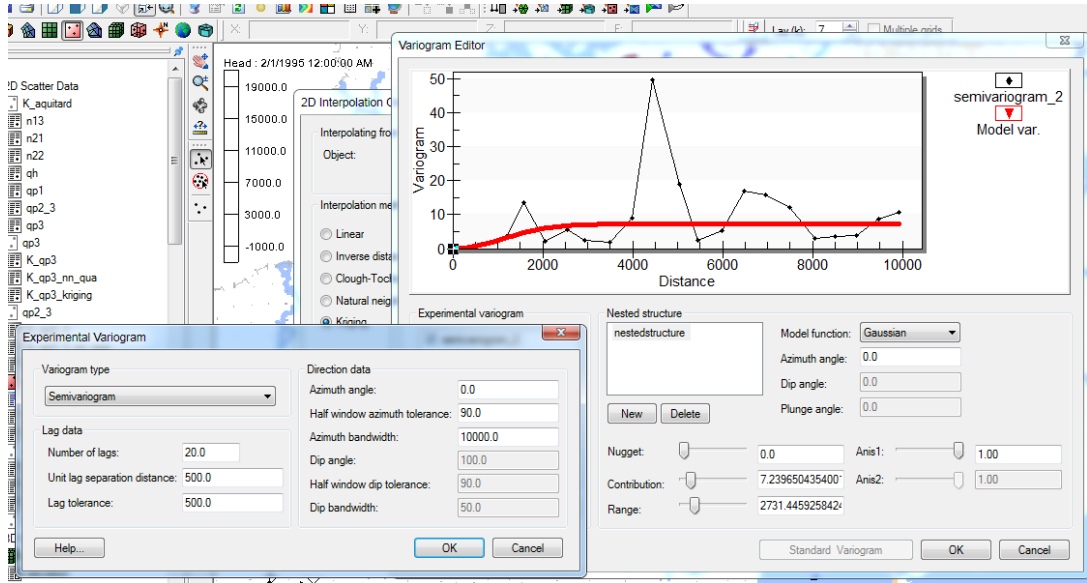 X:
Y:
Z:
F:
Lay (k): 7
Multiple grids
2D Scatter Data
K_aquitard
n13
n21
n22
qh
qp1
qp2_3
qp3
qp3
K_qp3
K_qp3_nn_qua
K_qp3_kriging
qp2_3
Head : 2/1/1995 12:00:00 AM
19000.0
15000.0
11000.0
7000.0
3000.0
-1000.0
2D Interpolation O
Interpolating fro
Object:
Interpolation me
Linear
Inverse dista
Clough-Toch
Natural neig
Kriging
Variogram Editor
50
40
30
20
10
0
Variogram
0
2000
4000
6000
8000
10000
Distance
semivariogram_2
Model var.
Experimental variogram
Nested structure
nestedstructure
Model function: Gaussian
Azimuth angle: 0.0
Dip angle: 0.0
Plunge angle: 0.0
New
Delete
Nugget: 0.0
Anis1: 1.00
Contribution: 7.239650435400
Anis2: 1.00
Range: 2731.4459258424
Standard Variogram
OK
Cancel
Experimental Variogram
Variogram type
Semivariogram
Lag data
Number of lags: 20.0
Unit lag separation distance: 500.0
Lag tolerance: 500.0
Direction data
Azimuth angle: 0.0
Half window azimuth tolerance: 90.0
Azimuth bandwidth: 10000.0
Dip angle: 100.0
Half window dip tolerance: 90.0
Dip bandwidth: 50.0
Help...
OK
Cancel